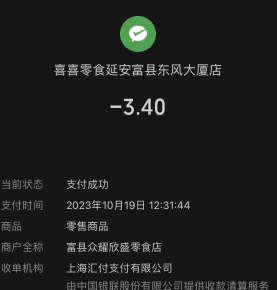 喜喜零食延安富县东风大厦店
-3.40
当前状态 支付成功
支付时间 2023年10月19日 12:31:44
商品 零售商品
商户全称 富县众耀欣盛零食店
收单机构 上海汇付支付有限公司
由中国银联股份有限公司提供收款清算服务